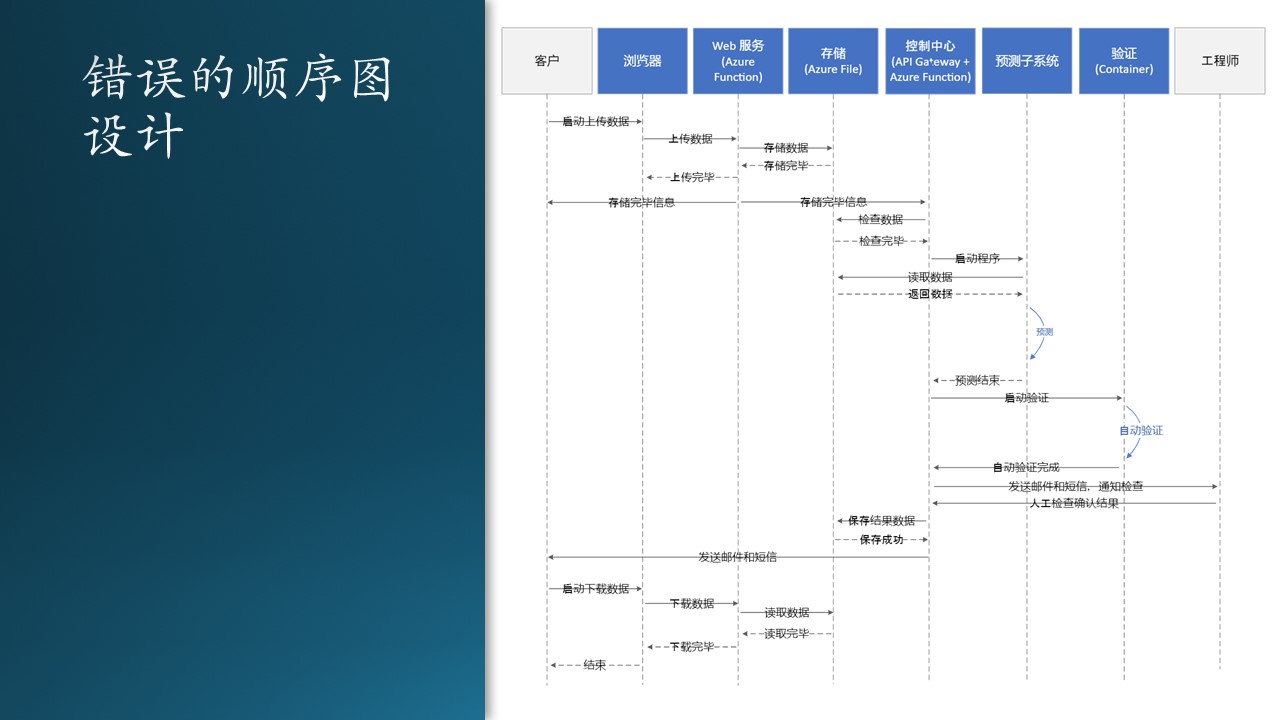 错误的顺序图
设计
客户
浏览器
Web 服务
(Azure
Function)
存储
(Azure File)
控制中心
(API Ga*eway +
Azure Function)
预测子系统
验证
(Container)
工程师
启动上传数据
上传数据
存储数据
存储完毕
上传完毕
存储完毕信息
存储完毕信息
检查数据
检查完毕
启动程序
读取数据
返回数据
预测
预测结束
启动验证
自动验证
自动验证完成
发送邮件和短信，通知检查
人工检查确认结果
保存结果数据
保存成功
发送邮件和短信
启动下载数据
下载数据
读取数据
读取完毕
下载完毕
结束